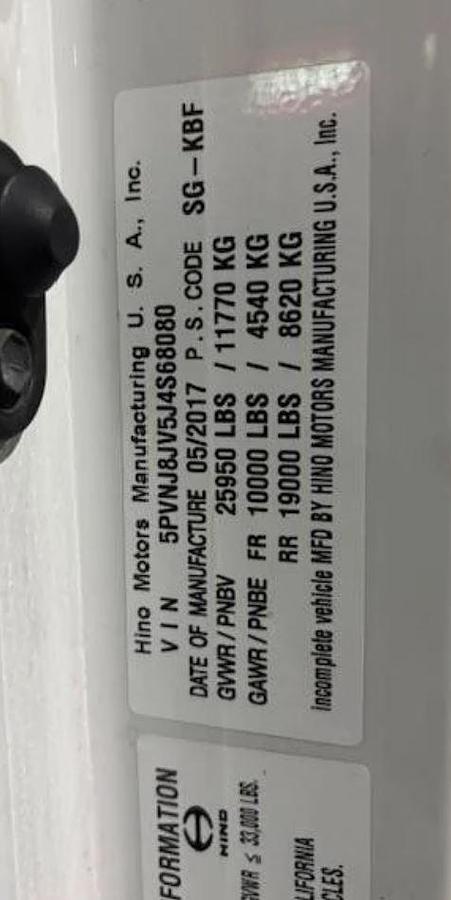 Hino Motors Manufacturing U. S. A., Inc.
VIN 5PVNJ8JV5J4S68080
DATE OF MANUFACTURE 05/2017 P.S. CODE SG-KBF
GVWR/PNBV 25950 LBS / 11770 KG
GAWR/PNBE FR 10000 LBS / 4540 KG
RR 19000 LBS / 8620 KG
incomplete vehicle MFD BY HINO MOTORS MANUFACTURING U.S.A., Inc.
FORMATION
HINO
GVWR ≤ 33,000 LBS.
LIFORNIA
CLES.